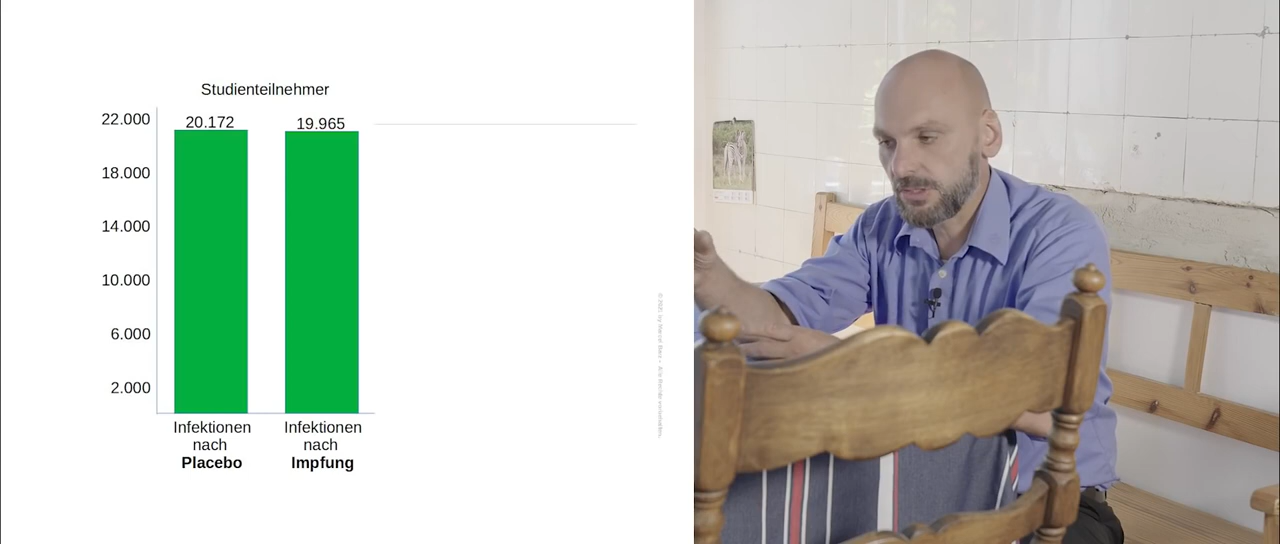 Studienteilnehmer
22.000
18.000
14.000
10.000
6.000
2.000
20.172
19.965
Infektionen
nach
Placebo
Infektionen
nach
Impfung